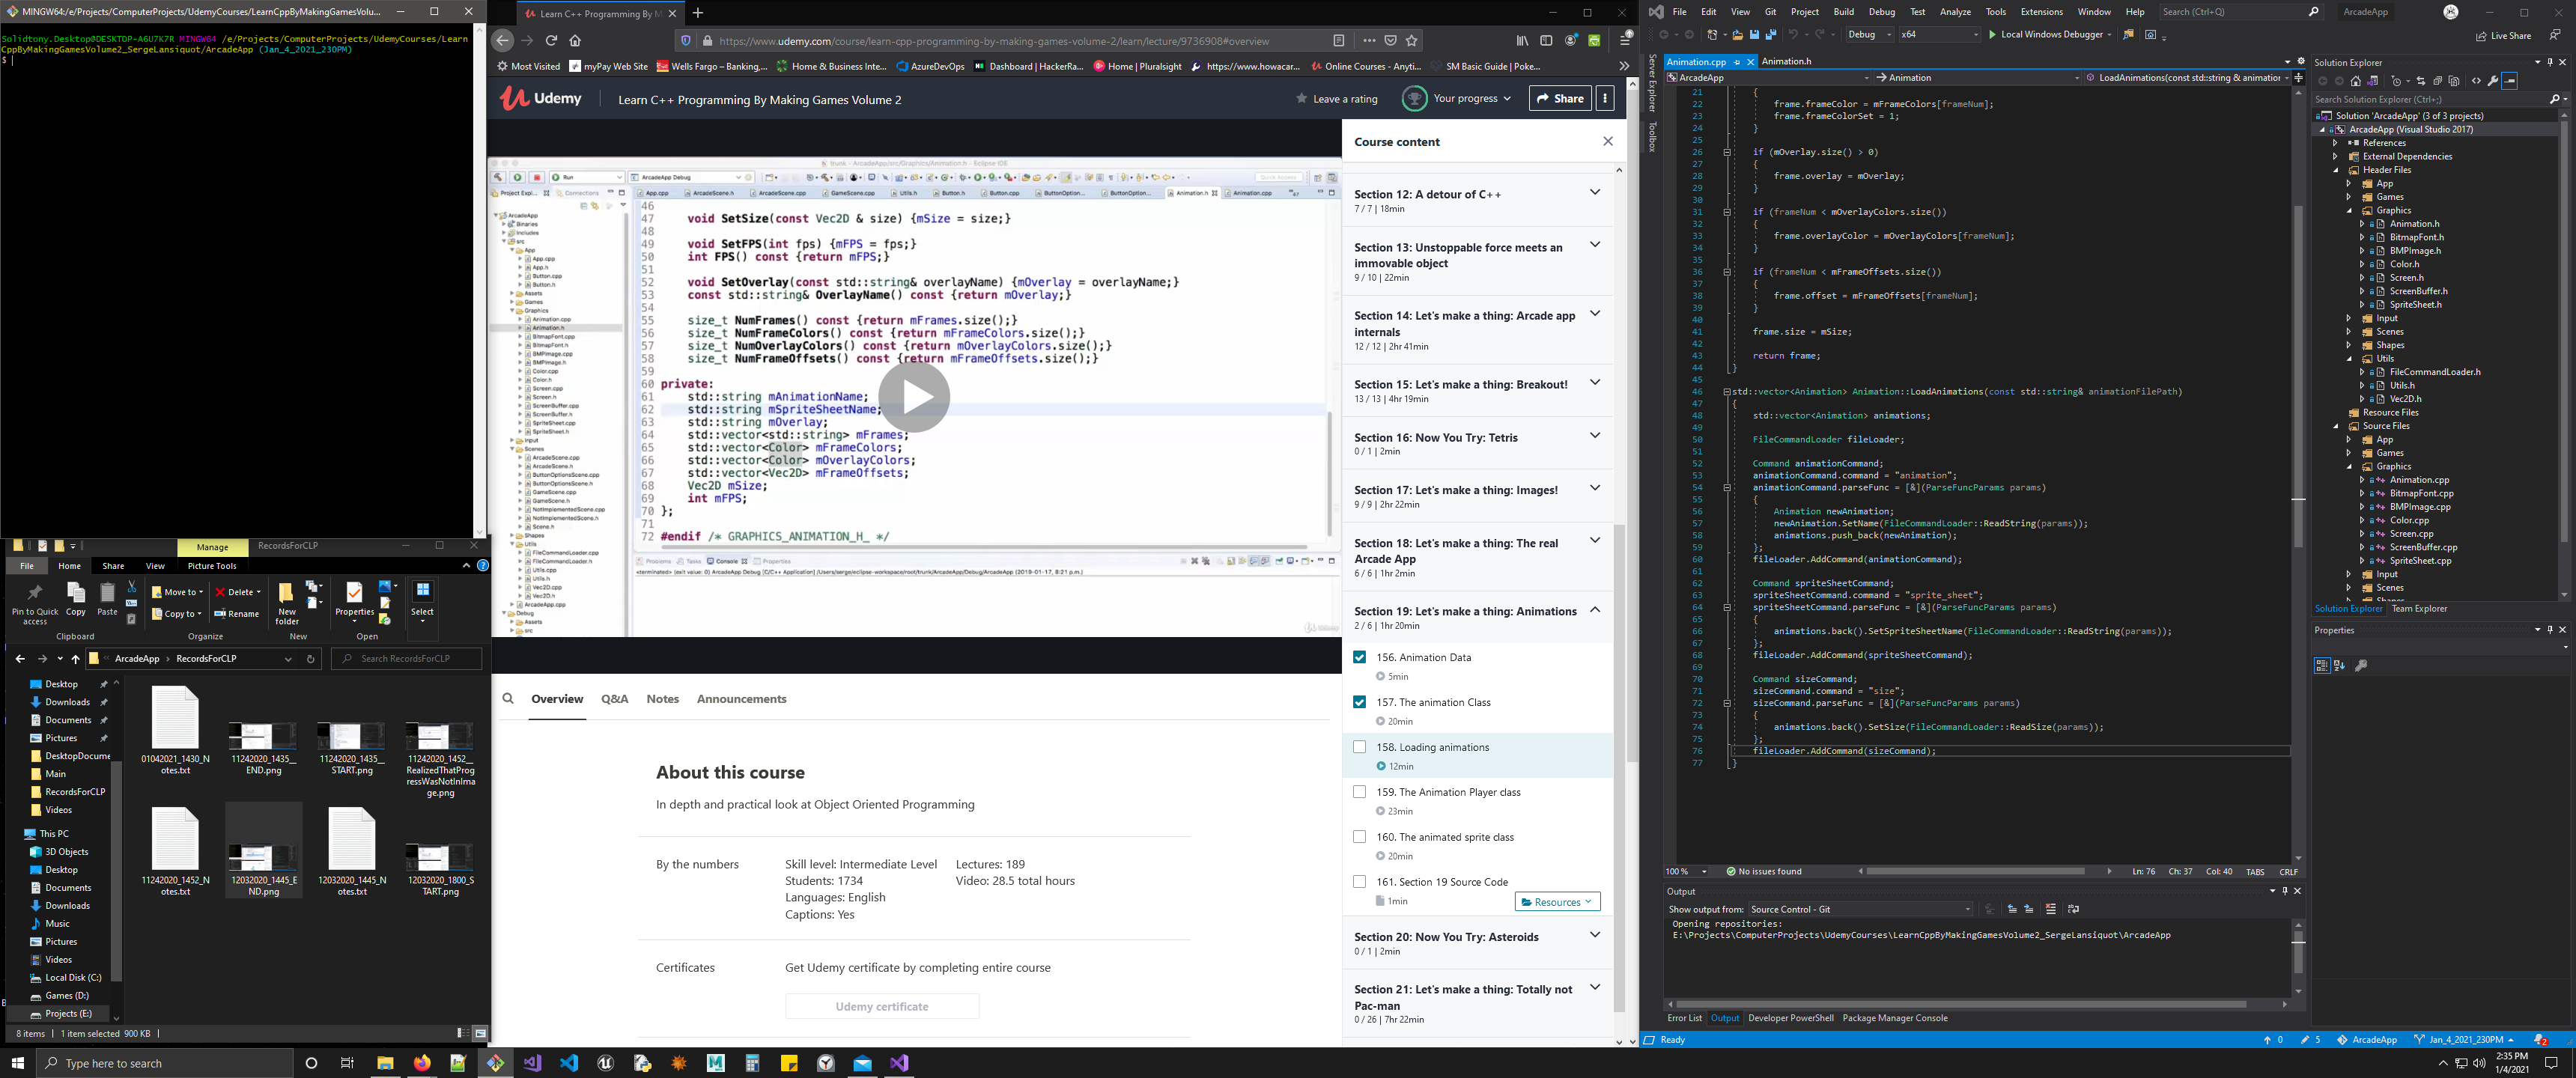 MINGW64:/e/Projects/ComputerProjects/UdemyCourses/LearnCppByMakingGamesVolu...
Solidtony.Desktop@DESKTOP-A6U7K7R MINGW64 /e/Projects/ComputerProjects/UdemyCourses/Learn
CppByMakingGamesVolume2_SergeLansiquot/ArcadeApp (Jan_4_2021_230PM)
$
Manage
RecordsForCLP
File Home Share View Picture Tools
Pin to Quick access
Copy
Paste
Move to
Copy to
Delete
Rename
New folder
Properties
Select
Clipboard Organize New Open
ArcadeApp › RecordsForCLP
Search RecordsForCLP
Desktop
Downloads
Documents
Pictures
DesktopDocume
Main
RecordsForCLP
Videos
This PC
3D Objects
Desktop
Documents
Downloads
Music
Pictures
Videos
Local Disk (C:)
Games (D:)
Projects (E:)
01042021_1430_Notes.txt
11242020_1435__END.png
11242020_1435__START.png
11242020_1452__RealizedThatProgressWasNotInImage.png
11242020_1452_Notes.txt
12032020_1445_END.png
12032020_1445_Notes.txt
12032020_1800_START.png
8 items 1 item selected 900 KB
Learn C++ Programming By M
https://www.udemy.com/course/learn-cpp-programming-by-making-games-volume-2/learn/lecture/9736908#overview
Most Visited
myPay Web Site
Wells Fargo – Banking,...
Home & Business Inte...
AzureDevOps
Dashboard | HackerRa...
Home | Pluralsight
https://www.howacar...
Online Courses - Anyti...
SM Basic Guide | Poke...
Udemy
Learn C++ Programming By Making Games Volume 2
Leave a rating
Your progress
Share
trunk - ArcadeApp/src/Graphics/Animation.h - Eclipse IDE
46
47 void SetSize(const Vec2D & size) {mSize = size;}
48
49 void SetFPS(int fps) {mFPS = fps;}
50 int FPS() const {return mFPS;}
51
52 void SetOverlay(const std::string& overlayName) {mOverlay = overlayName;}
53 const std::string& OverlayName() const {return mOverlay;}
54
55 size_t NumFrames() const {return mFrames.size();}
56 size_t NumFrameColors() const {return mFrameColors.size();}
57 size_t NumOverlayColors() const {return mOverlayColors.size();}
58 size_t NumFrameOffsets() const {return mFrameOffsets.size();}
59
60 private:
61 std::string mAnimationName;
62 std::string mSpriteSheetName;
63 std::string mOverlay;
64 std::vector<std::string> mFrames;
65 std::vector<Color> mFrameColors;
66 std::vector<Color> mOverlayColors;
67 std::vector<Vec2D> mFrameOffsets;
68 Vec2D mSize;
69 int mFPS;
70 };
71
72 #endif /* GRAPHICS_ANIMATION_H_ */
Overview Q&A Notes Announcements
About this course
In depth and practical look at Object Oriented Programming
By the numbers
Skill level: Intermediate Level
Students: 1734
Languages: English
Captions: Yes
Lectures: 189
Video: 28.5 total hours
Certificates
Get Udemy certificate by completing entire course
Udemy certificate
Course content
Section 12: A detour of C++
7 / 7 | 18min
Section 13: Unstoppable force meets an immovable object
9 / 10 | 22min
Section 14: Let's make a thing: Arcade app internals
12 / 12 | 2hr 41min
Section 15: Let's make a thing: Breakout!
13 / 13 | 4hr 19min
Section 16: Now You Try: Tetris
0 / 1 | 2min
Section 17: Let's make a thing: Images!
9 / 9 | 2hr 22min
Section 18: Let's make a thing: The real Arcade App
6 / 6 | 1hr 2min
Section 19: Let's make a thing: Animations
2 / 6 | 1hr 20min
156. Animation Data
5min
157. The animation Class
20min
158. Loading animations
12min
159. The Animation Player class
23min
160. The animated sprite class
20min
161. Section 19 Source Code
1min
Resources
Section 20: Now You Try: Asteroids
0 / 1 | 2min
Section 21: Let's make a thing: Totally not Pac-man
0 / 26 | 7hr 22min
File Edit View Git Project Build Debug Test Analyze Tools Extensions Window Help
Search (Ctrl+Q)
ArcadeApp
Debug x64 Local Windows Debugger
Live Share
Server Explorer
Toolbox
Animation.cpp
Animation.h
ArcadeApp
Animation
LoadAnimations(const std::string & animation
21 {
22 frame.frameColor = mFrameColors[frameNum];
23 frame.frameColorSet = 1;
24 }
25
26 if (mOverlay.size() > 0)
27 {
28 frame.overlay = mOverlay;
29 }
30
31 if (frameNum < mOverlayColors.size())
32 {
33 frame.overlayColor = mOverlayColors[frameNum];
34 }
35
36 if (frameNum < mFrameOffsets.size())
37 {
38 frame.offset = mFrameOffsets[frameNum];
39 }
40
41 frame.size = mSize;
42
43 return frame;
44 }
45
46 std::vector<Animation> Animation::LoadAnimations(const std::string& animationFilePath)
47 {
48 std::vector<Animation> animations;
49
50 FileCommandLoader fileLoader;
51
52 Command animationCommand;
53 animationCommand.command = "animation";
54 animationCommand.parseFunc = [&](ParseFuncParams params)
55 {
56 Animation newAnimation;
57 newAnimation.SetName(FileCommandLoader::ReadString(params));
58 animations.push_back(newAnimation);
59 };
60 fileLoader.AddCommand(animationCommand);
61
62 Command spriteSheetCommand;
63 spriteSheetCommand.command = "sprite_sheet";
64 spriteSheetCommand.parseFunc = [&](ParseFuncParams params)
65 {
66 animations.back().SetSpriteSheetName(FileCommandLoader::ReadString(params));
67 };
68 fileLoader.AddCommand(spriteSheetCommand);
69
70 Command sizeCommand;
71 sizeCommand.command = "size";
72 sizeCommand.parseFunc = [&](ParseFuncParams params)
73 {
74 animations.back().SetSize(FileCommandLoader::ReadSize(params));
75 };
76 fileLoader.AddCommand(sizeCommand);
77 }
100 % No issues found Ln: 76 Ch: 37 Col: 40 TABS CRLF
Output
Show output from: Source Control - Git
Opening repositories:
E:\Projects\ComputerProjects\UdemyCourses\LearnCppByMakingGamesVolume2_SergeLansiquot\ArcadeApp
Error List Output Developer PowerShell Package Manager Console
Solution Explorer
Search Solution Explorer (Ctrl+;)
Solution 'ArcadeApp' (3 of 3 projects)
ArcadeApp (Visual Studio 2017)
References
External Dependencies
Header Files
App
Games
Graphics
Animation.h
BitmapFont.h
BMPImage.h
Color.h
Screen.h
ScreenBuffer.h
SpriteSheet.h
Input
Scenes
Shapes
Utils
FileCommandLoader.h
Utils.h
Vec2D.h
Resource Files
Source Files
App
Games
Graphics
Animation.cpp
BitmapFont.cpp
BMPImage.cpp
Color.cpp
Screen.cpp
ScreenBuffer.cpp
SpriteSheet.cpp
Input
Scenes
Solution Explorer Team Explorer
Properties
Ready 0 5 ArcadeApp Jan_4_2021_230PM 2
Type here to search
2:35 PM
1/4/2021